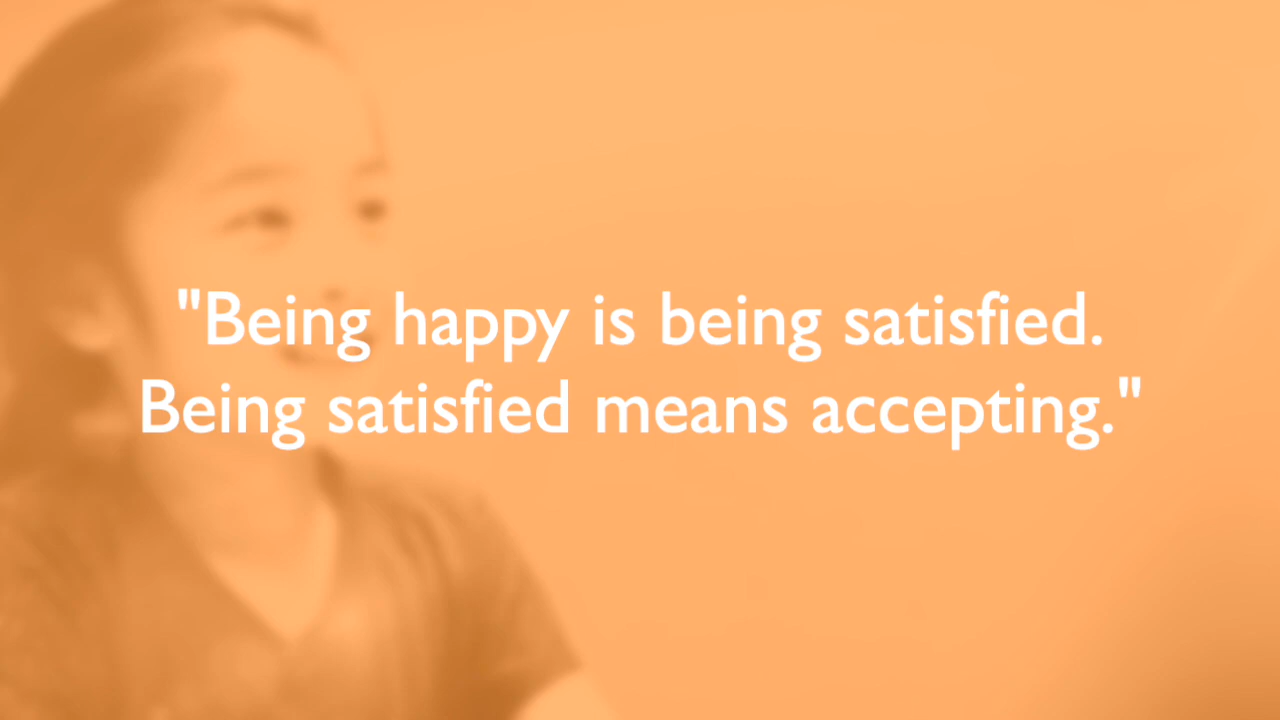 "Being happy is being satisfied.
Being satisfied means accepting."